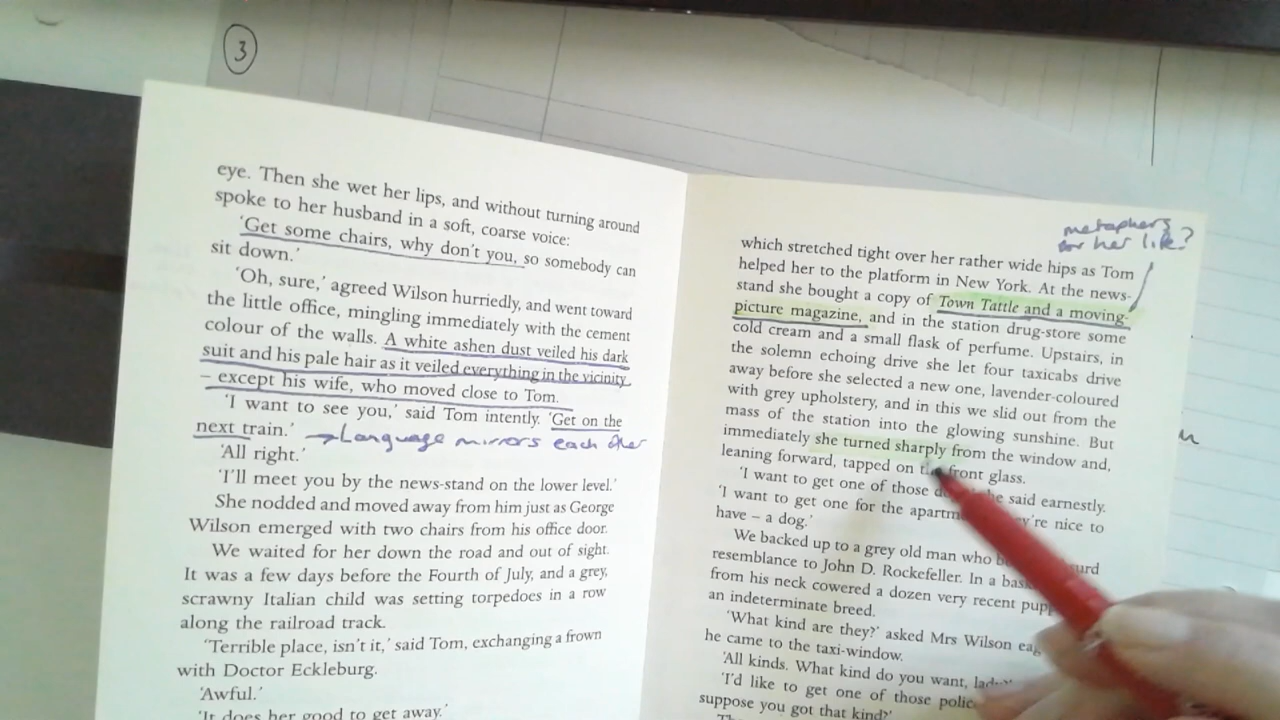 3
eye. Then she wet her lips, and without turning around
spoke to her husband in a soft, coarse voice:
'Get some chairs, why don't you, so somebody can
sit down.'
'Oh, sure,' agreed Wilson hurriedly, and went toward
the little office, mingling immediately with the cement
colour of the walls. A white ashen dust veiled his dark
suit and his pale hair as it veiled everything in the vicinity
– except his wife, who moved close to Tom.
'I want to see you,' said Tom intently. 'Get on the
next train.' → Language mirrors each other
'All right.'
'I'll meet you by the news-stand on the lower level.'
She nodded and moved away from him just as George
Wilson emerged with two chairs from his office door.
We waited for her down the road and out of sight.
It was a few days before the Fourth of July, and a grey,
scrawny Italian child was setting torpedoes in a row
along the railroad track.
'Terrible place, isn't it,' said Tom, exchanging a frown
with Doctor Eckleburg.
'Awful.'
'It does her good to get away.'
metaphers
for her life?
which stretched tight over her rather wide hips as Tom
helped her to the platform in New York. At the news-
stand she bought a copy of Town Tattle and a moving-
picture magazine, and in the station drug-store some
cold cream and a small flask of perfume. Upstairs, in
the solemn echoing drive she let four taxicabs drive
away before she selected a new one, lavender-coloured
with grey upholstery, and in this we slid out from the
mass of the station into the glowing sunshine. But
immediately she turned sharply from the window and,
leaning forward, tapped on front glass.
'I want to get one of those said earnestly.
'I want to get one for the nice to
have – a dog.'
We backed up to a grey old man who
resemblance to John D. Rockefeller. In a
from his neck cowered a dozen very recent
an indeterminate breed.
'What kind are they?' asked Mrs Wilson
he came to the taxi-window.
'All kinds. What kind do you want,
'I'd like to get one of those
suppose you got that kind?'